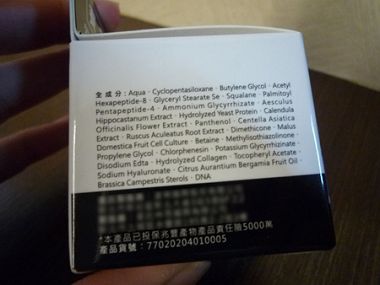 全成分：Aqua · Cyclopentasiloxane · Butylene Glycol · Acetyl
Hexapeptide-8 · Glyceryl Stearate Se · Squalane · Palmitoyl
Pentapeptide-4 · Ammonium Glycyrrhizate · Aesculus
Hippocastanum Extract · Hydrolyzed Yeast Protein · Calendula
Officinalis Flower Extract · Panthenol · Centella Asiatica
Extract · Ruscus Aculeatus Root Extract · Dimethicone · Malus
Domestica Fruit Cell Culture · Betaine · Methylisothiazolinone ·
Propylene Glycol · Chlorphenesin · Potassium Glycyrrhizinate ·
Disodium Edta · Hydrolyzed Collagen · Tocopheryl Acetate ·
Sodium Hyaluronate · Citrus Aurantium Bergamia Fruit Oil ·
Brassica Campestris Sterols · DNA
*本產品已投保兆豐產物產品責任險5000萬
產品貨號：77020204010005